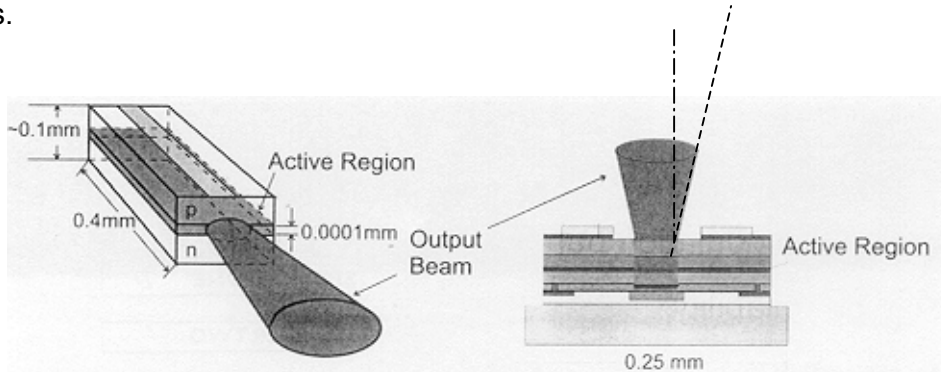 s.
~0.1mm
Active Region
p
0.4mm
0.0001mm
n
Output
Beam
Active Region
0.25 mm